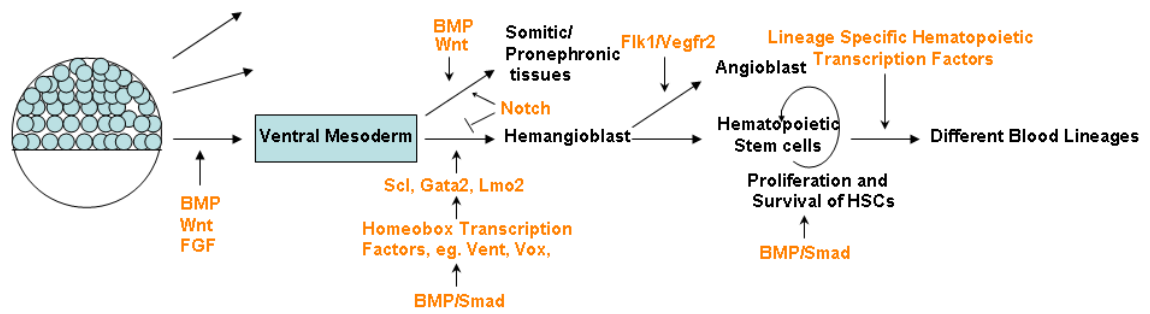 BMP
Wnt
Somitic/
Pronephronic
tissues
Flk1/Vegfr2
Lineage Specific Hematopoietic
Transcription Factors
Angioblast
Notch
Ventral Mesoderm
Hemangioblast
Hematopoietic
Stem cells
Different Blood Lineages
Scl, Gata2, Lmo2
Proliferation and
Survival of HSCs
BMP
Wnt
FGF
Homeobox Transcription
Factors, eg. Vent, Vox,
BMP/Smad
BMP/Smad